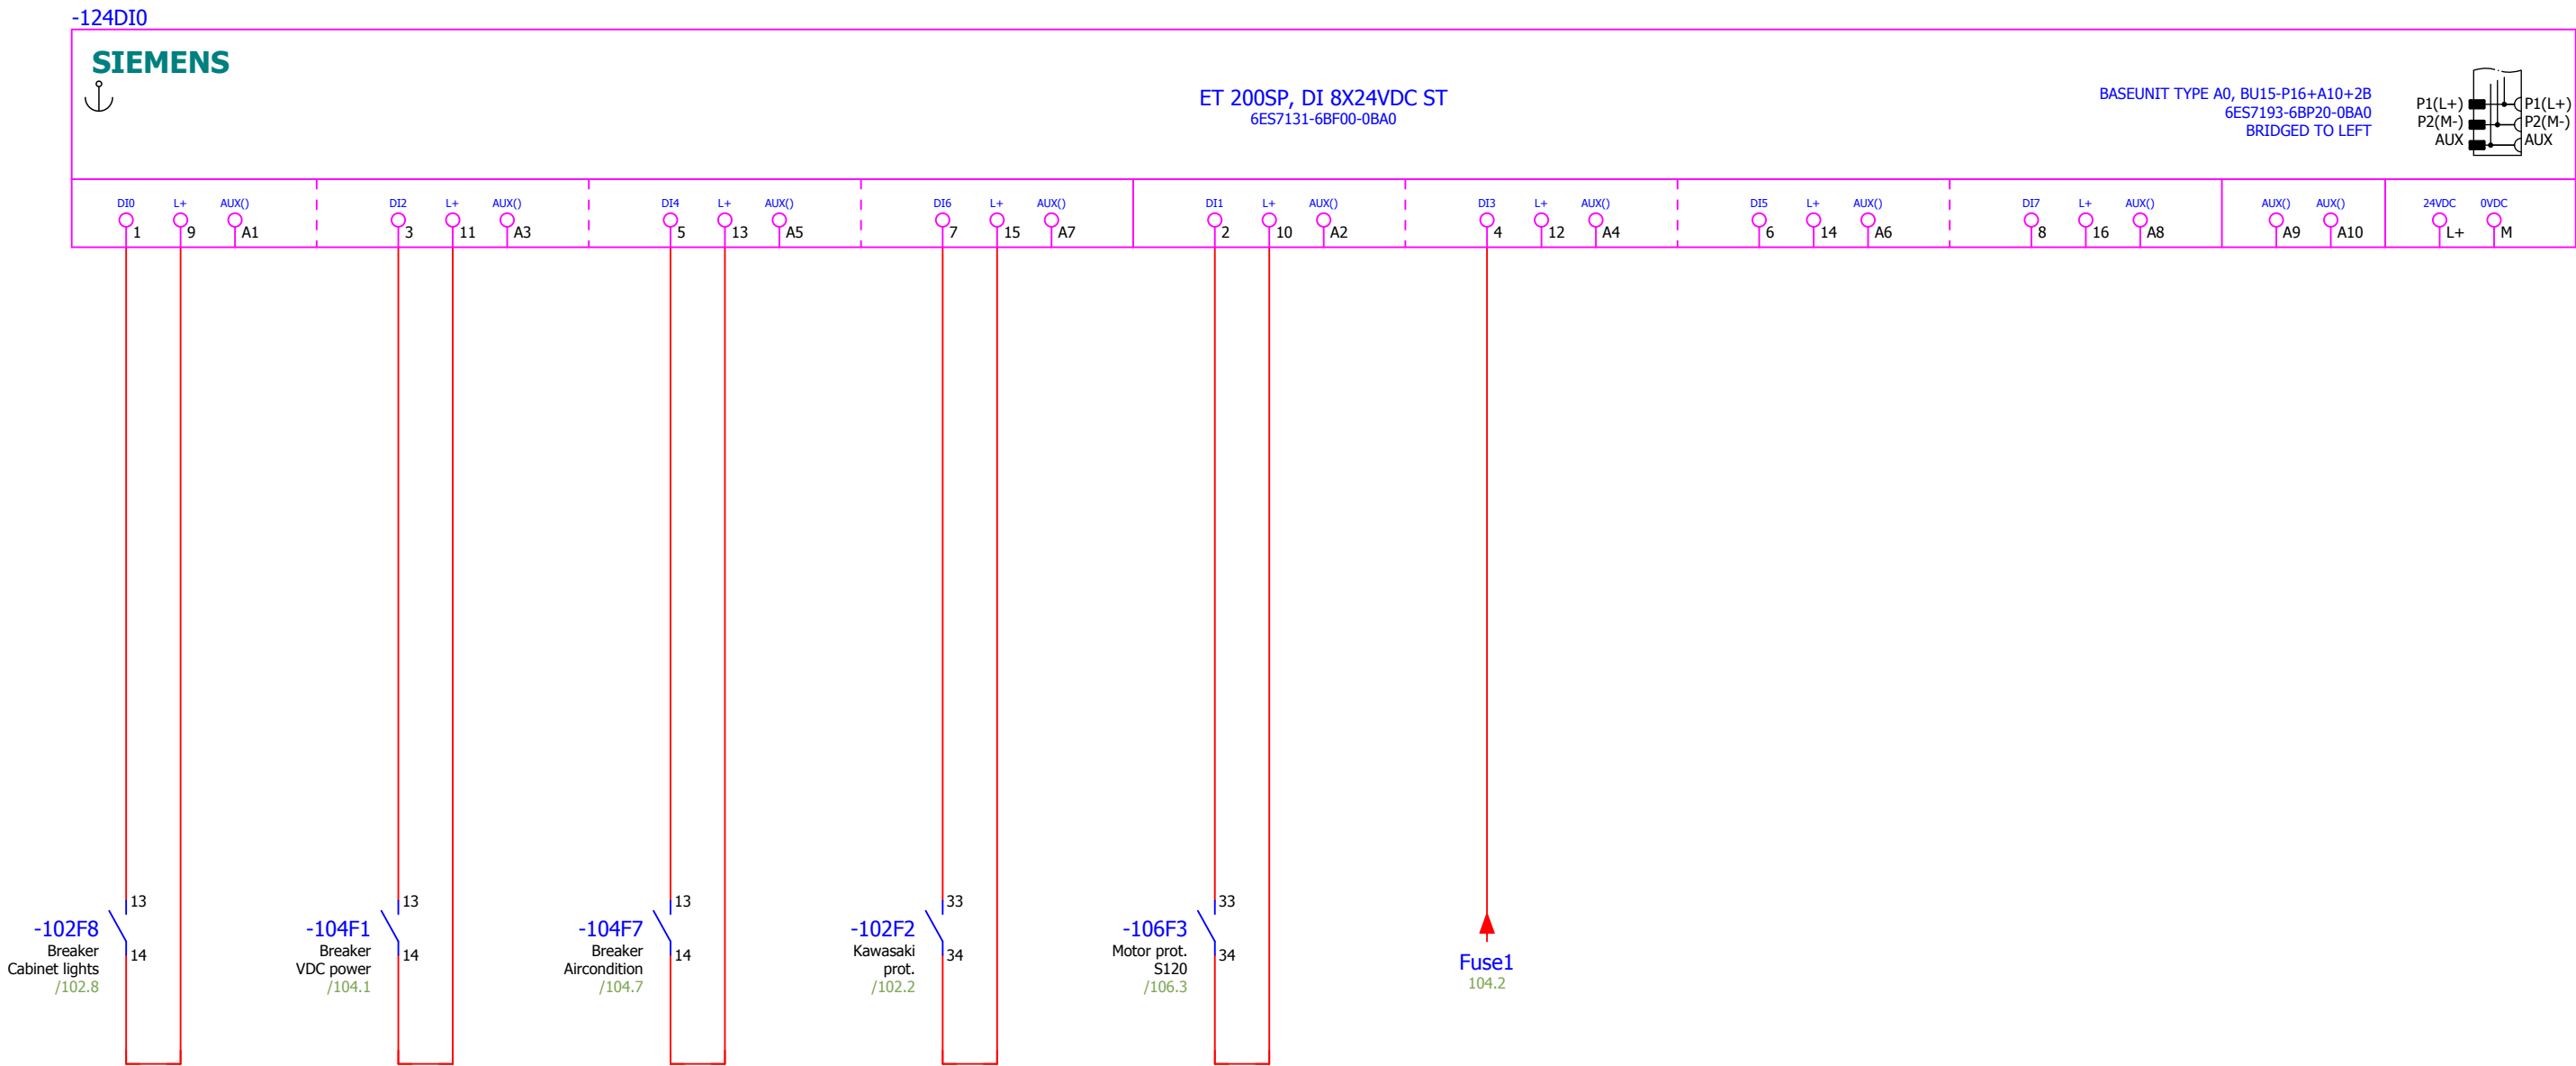 -124DI0
SIEMENS
ET 200SP, DI 8X24VDC ST
6ES7131-6BF00-0BA0
BASEUNIT TYPE A0, BU15-P16+A10+2B
6ES7193-6BP20-0BA0
BRIDGED TO LEFT
P1(L+) P1(L+)
P2(M-) P2(M-)
AUX AUX
DI0 L+ AUX() DI2 L+ AUX() DI4 L+ AUX() DI6 L+ AUX() DI1 L+ AUX() DI3 L+ AUX() DI5 L+ AUX() DI7 L+ AUX() AUX() AUX() 24VDC 0VDC
1 9 A1 3 11 A3 5 13 A5 7 15 A7 2 10 A2 4 12 A4 6 14 A6 8 16 A8 A9 A10 L+ M
13
-102F8
Breaker
14
Cabinet lights
/102.8
13
-104F1
Breaker
14
VDC power
/104.1
13
-104F7
Breaker
14
Aircondition
/104.7
33
-102F2
Kawasaki
34
prot.
/102.2
33
-106F3
Motor prot.
34
S120
/106.3
Fuse1
104.2